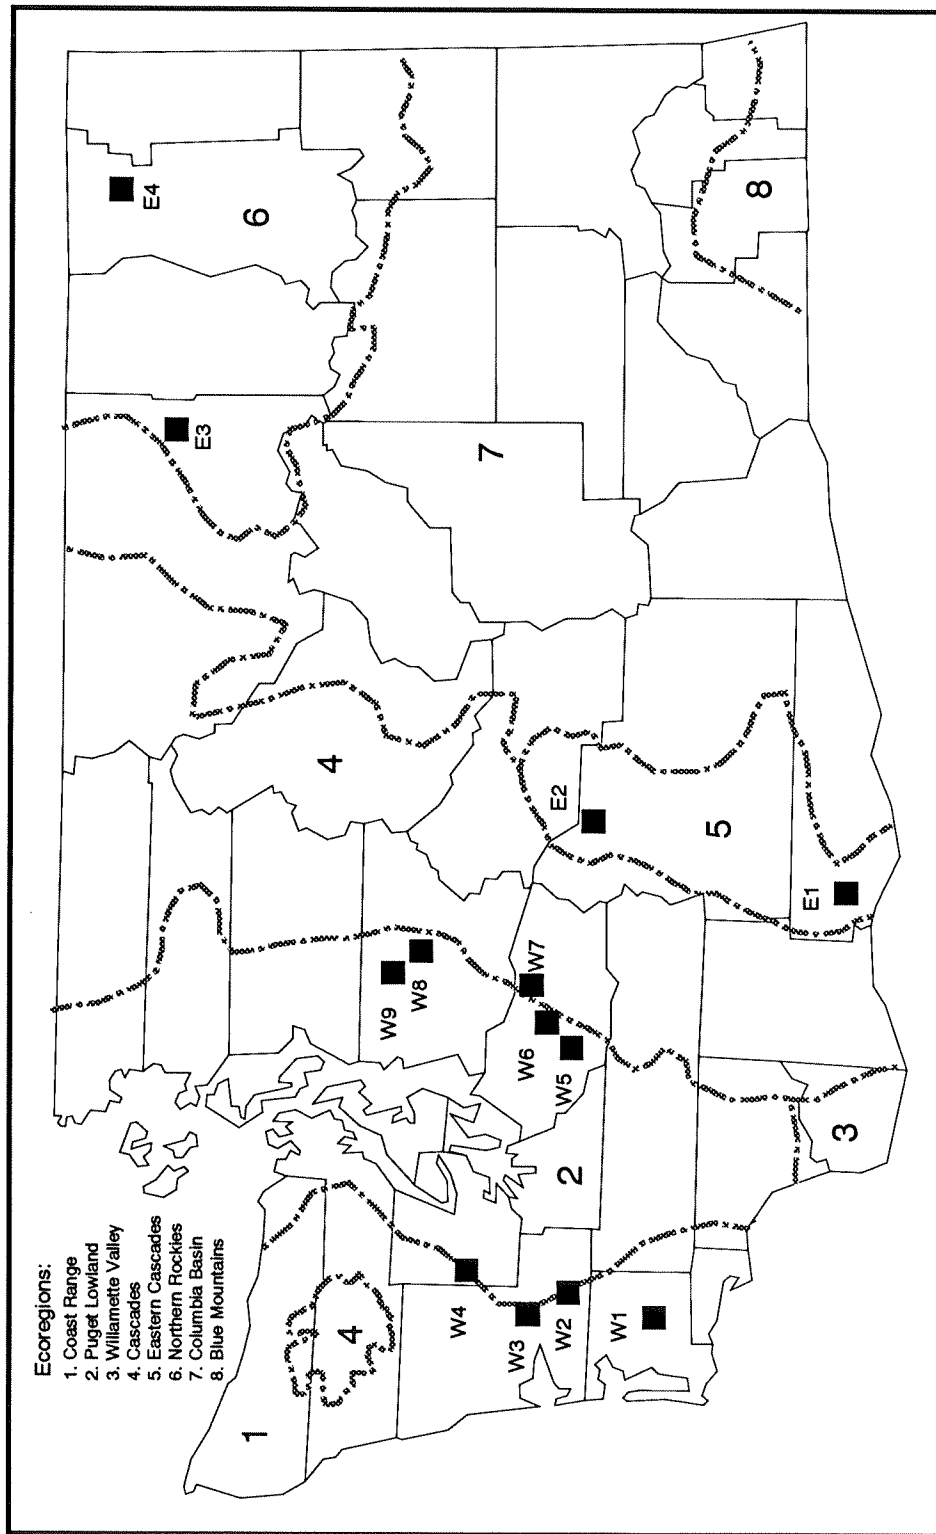 Ecoregions:
1. Coast Range
2. Puget Lowland
3. Willamette Valley
4. Cascades
5. Eastern Cascades
6. Northern Rockies
7. Columbia Basin
8. Blue Mountains
1
4
W4
W3
W2
W1
2
3
W9
W8
W7
W6
W5
4
E2
5
E1
E3
7
E4
6
8